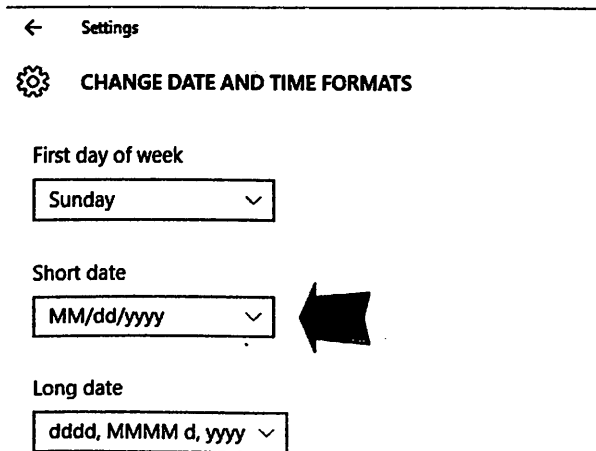 Settings
CHANGE DATE AND TIME FORMATS
First day of week
Sunday
Short date
MM/dd/yyyy
Long date
dddd, MMMM d, yyyy